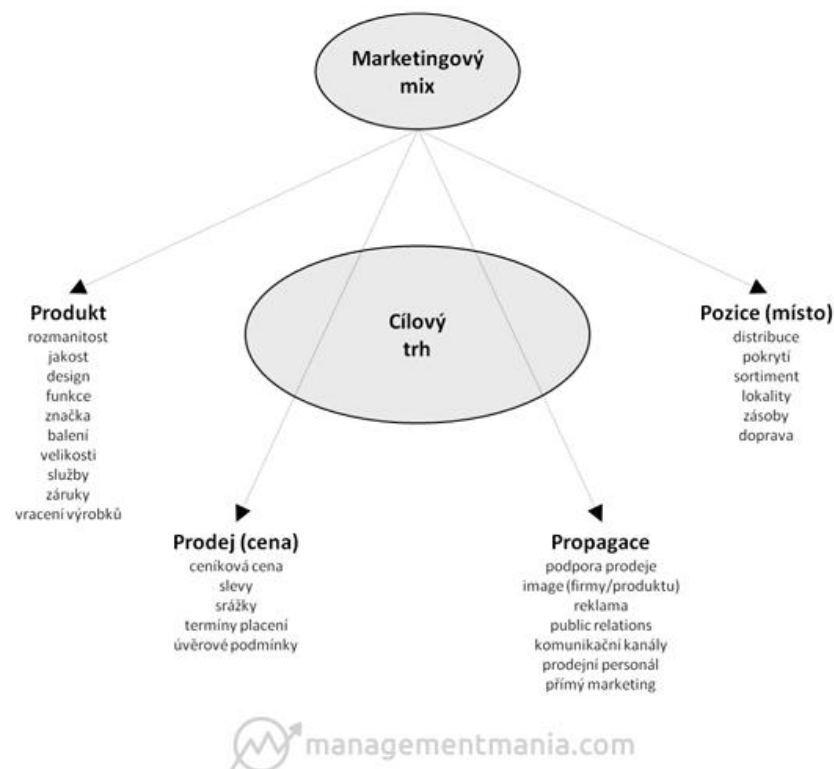 Marketingový
mix
Cílový
trh
Produkt
rozmanitost
jakost
design
funkce
značka
balení
velikosti
služby
záruky
vracení výrobků
Prodej (cena)
ceníková cena
slevy
srážky
termíny placení
úvěrové podmínky
Propagace
podpora prodeje
image (firmy/produktu)
reklama
public relations
komunikační kanály
prodejní personál
přímý marketing
Pozice (místo)
distribuce
pokrytí
sortiment
lokality
zásoby
doprava
managementmania.com